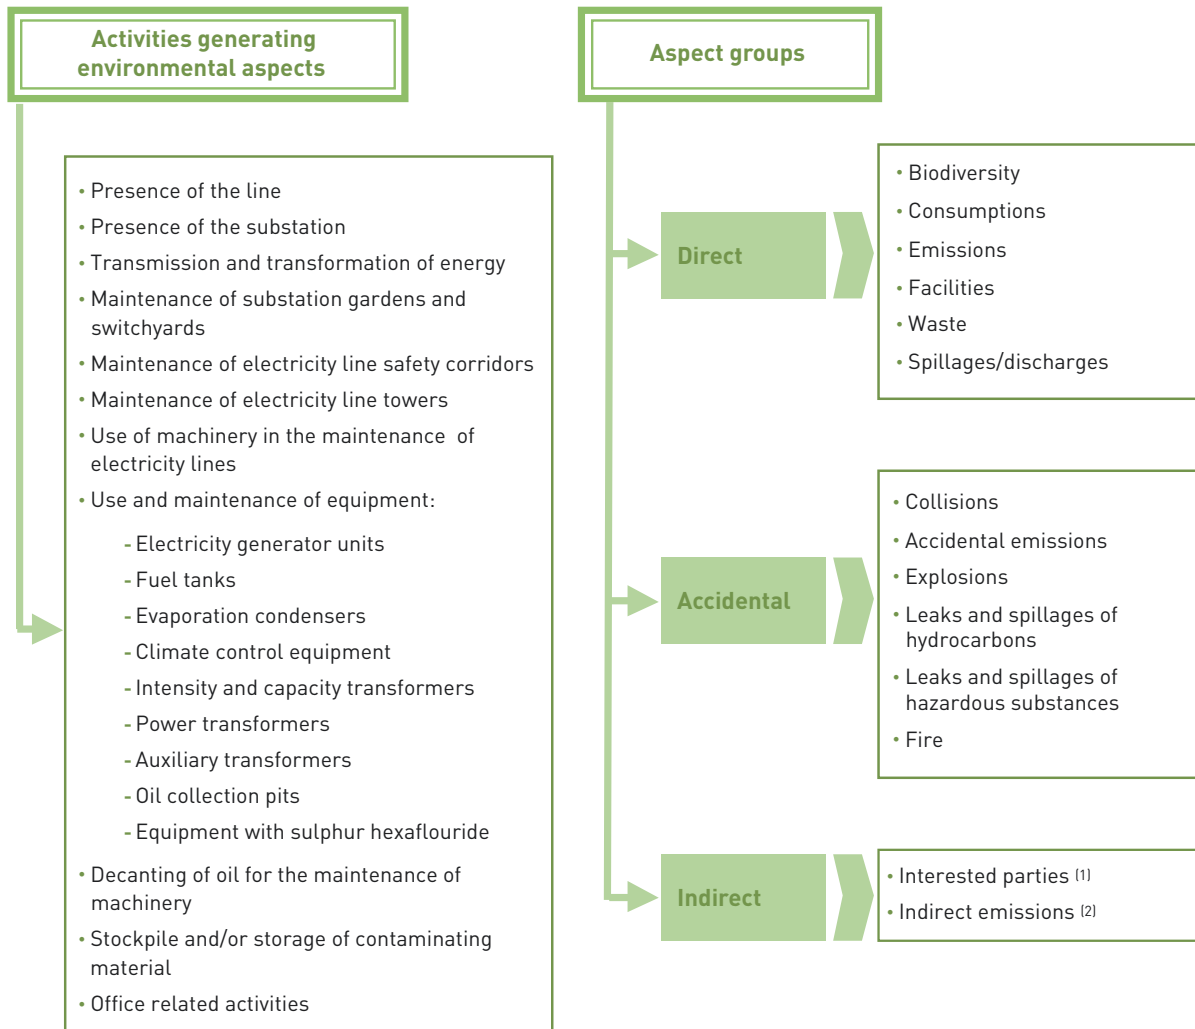 Activities generating
environmental aspects
• Presence of the line
• Presence of the substation
• Transmission and transformation of energy
• Maintenance of substation gardens and
switchyards
• Maintenance of electricity line safety corridors
• Maintenance of electricity line towers
• Use of machinery in the maintenance of
electricity lines
• Use and maintenance of equipment:
- Electricity generator units
- Fuel tanks
- Evaporation condensers
- Climate control equipment
- Intensity and capacity transformers
- Power transformers
- Auxiliary transformers
- Oil collection pits
- Equipment with sulphur hexaflouride
• Decanting of oil for the maintenance of
machinery
• Stockpile and/or storage of contaminating
material
• Office related activities
Aspect groups
Direct
• Biodiversity
• Consumptions
• Emissions
• Facilities
• Waste
• Spillages/discharges
Accidental
• Collisions
• Accidental emissions
• Explosions
• Leaks and spillages of
hydrocarbons
• Leaks and spillages of
hazardous substances
• Fire
Indirect
• Interested parties (1)
• Indirect emissions (2)